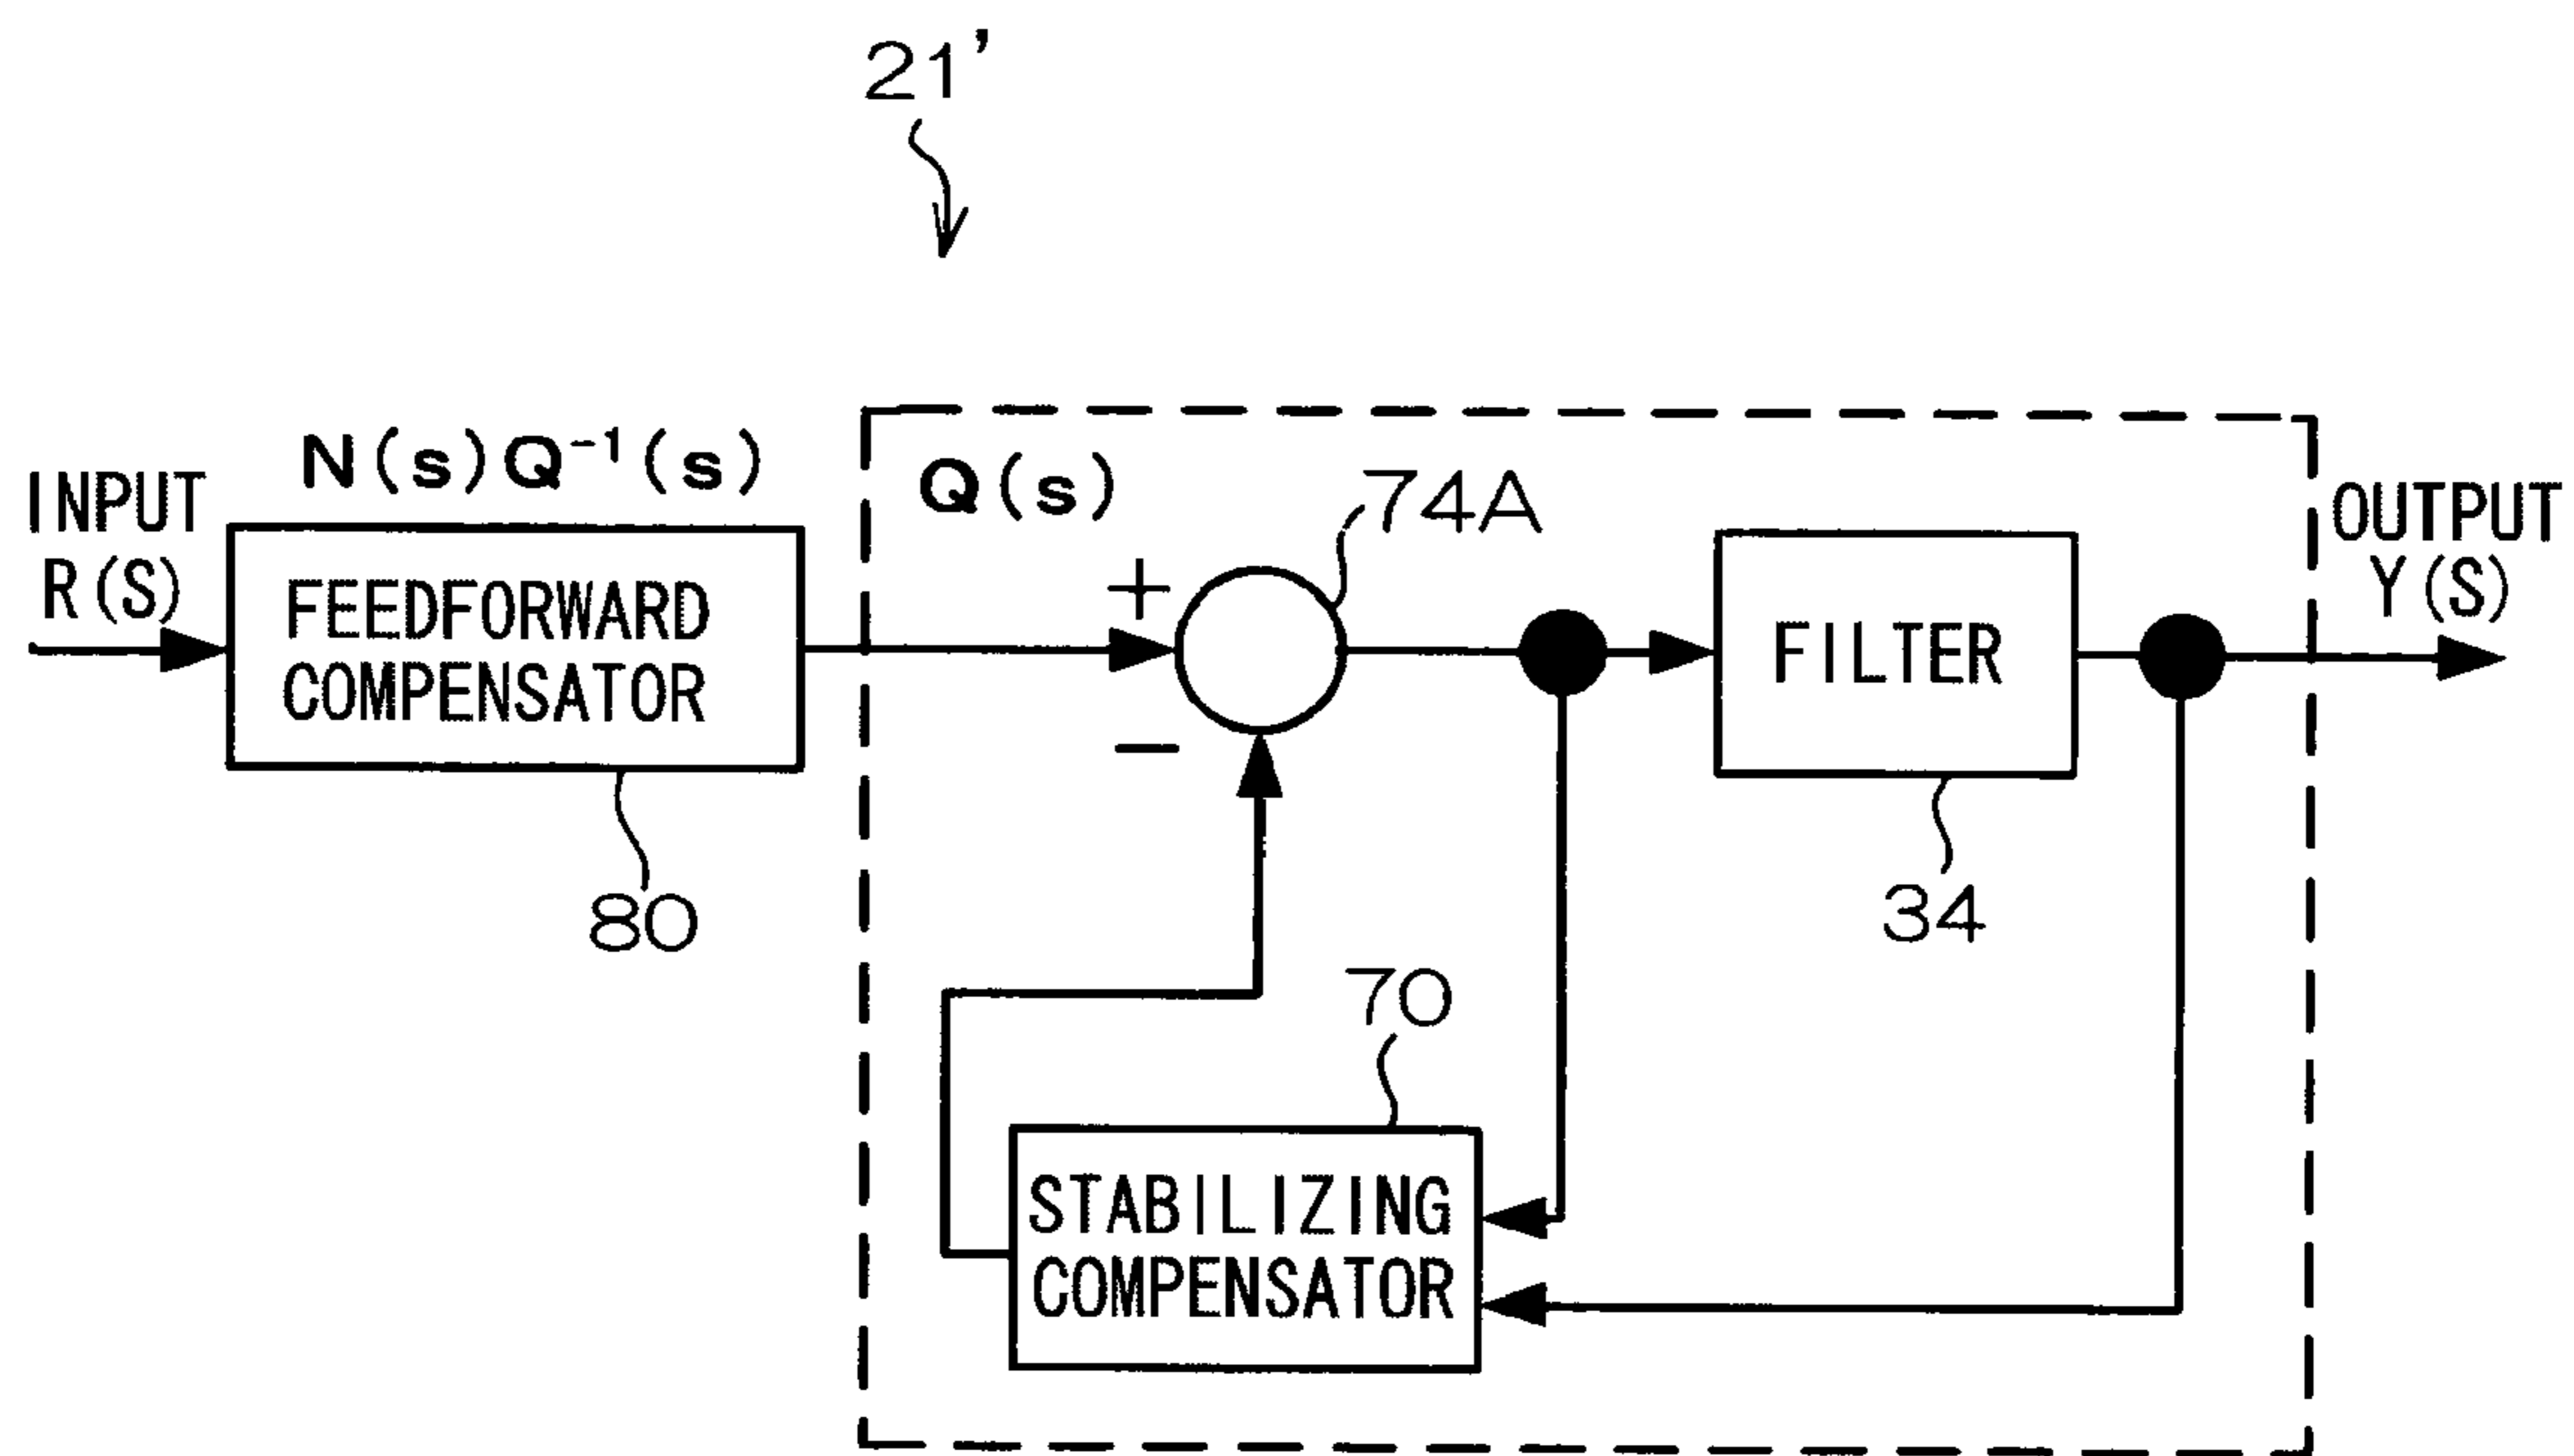 21'
N(s)Q⁻¹(s)
INPUT
R(S)
FEEDFORWARD
COMPENSATOR
80
Q(s)
74A
+
−
FILTER
34
OUTPUT
Y(S)
70
STABILIZING
COMPENSATOR